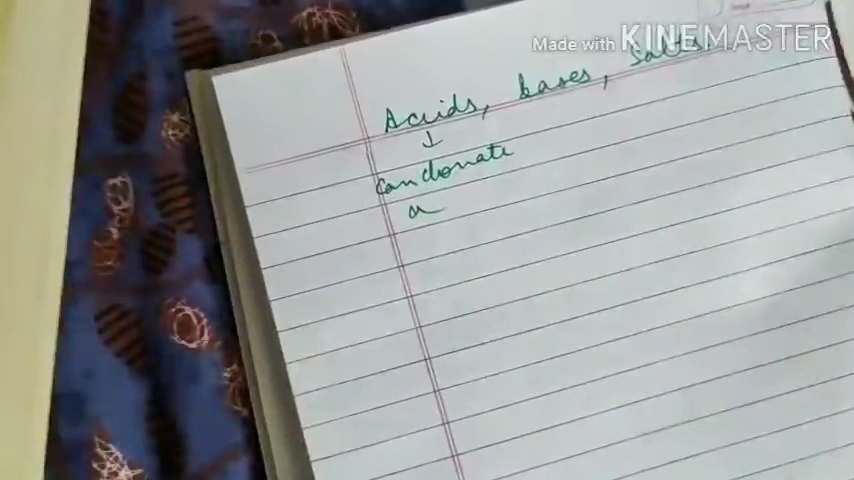 Made with KINEMASTER
Acids, bases, Salts.
↓
Carbonate